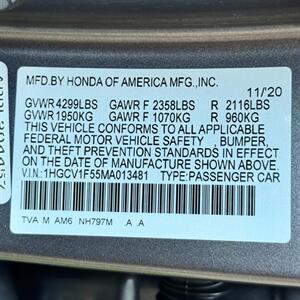 MFD.BY HONDA OF AMERICA MFG.,INC.
11/'20
GVWR 4299LBS GAWR F 2358LBS R 2116LBS
GVWR 1950KG GAWR F 1070KG R 960KG
THIS VEHICLE CONFORMS TO ALL APPLICABLE
FEDERAL MOTOR VEHICLE SAFETY , BUMPER,
AND THEFT PREVENTION STANDARDS IN EFFECT
ON THE DATE OF MANUFACTURE SHOWN ABOVE.
V.I.N:1HGCV1F55MA013481 TYPE:PASSENGER CAR
TVA M AM6 NH797M .A .A